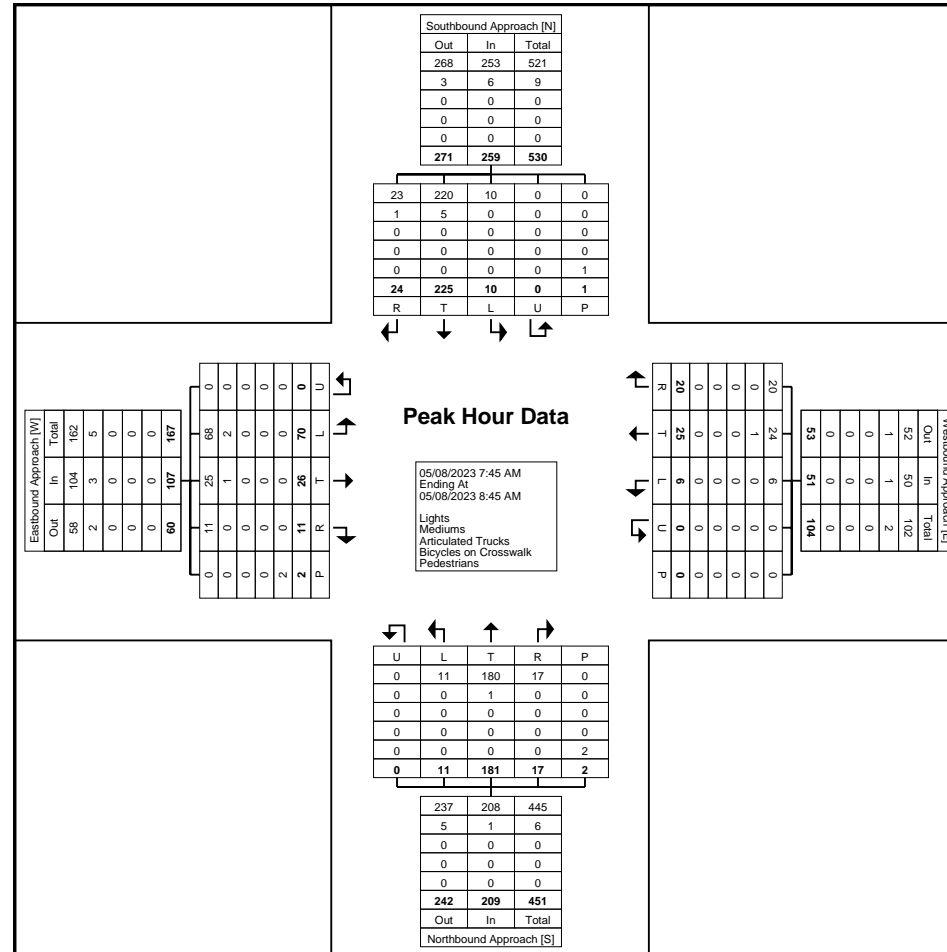 Southbound Approach [N]
Out In Total
268 253 521
3 6 9
0 0 0
0 0 0
0 0 0
271 259 530
23 220 10 0 0
1 5 0 0 0
0 0 0 0 0
0 0 0 0 0
0 0 0 0 1
24 225 10 0 1
R T L U P
Eastbound Approach [W]
Total In Out
162 104 58
5 3 2
0 0 0
0 0 0
0 0 0
167 107 60
0 68 25 11 0
0 2 1 0 0
0 0 0 0 0
0 0 0 0 0
0 0 0 0 2
0 70 26 11 2
U L T R P
Peak Hour Data
05/08/2023 7:45 AM
Ending At
05/08/2023 8:45 AM
Lights
Mediums
Articulated Trucks
Bicycles on Crosswalk
Pedestrians
R T L U P
20 25 6 0 0
0 0 0 0 0
0 0 0 0 0
0 0 0 0 0
0 1 0 0 0
20 24 6 0 0
53 51 104
0 0 0
0 0 0
0 0 0
1 1 2
52 50 102
Out In Total
Westbound Approach [E]
U L T R P
0 11 180 17 0
0 0 1 0 0
0 0 0 0 0
0 0 0 0 0
0 0 0 0 2
0 11 181 17 2
237 208 445
5 1 6
0 0 0
0 0 0
0 0 0
242 209 451
Out In Total
Northbound Approach [S]